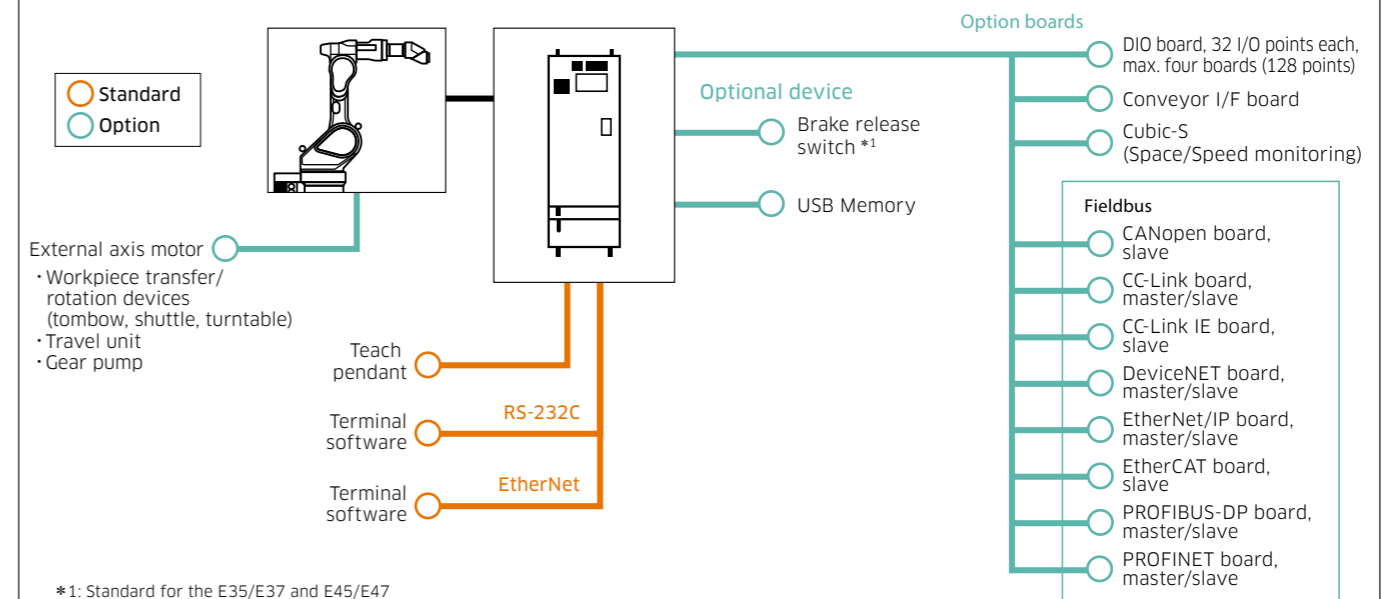 Standard
Option
External axis motor
・Workpiece transfer/
rotation devices
(tombow, shuttle, turntable)
・Travel unit
・Gear pump
Teach
pendant
RS-232C
Terminal
software
EtherNet
Terminal
software
Optional device
Brake release
switch *1
USB Memory
Option boards
DIO board, 32 I/O points each,
max. four boards (128 points)
Conveyor I/F board
Cubic-S
(Space/Speed monitoring)
Fieldbus
CANopen board,
slave
CC-Link board,
master/slave
CC-Link IE board,
slave
DeviceNET board,
master/slave
EtherNet/IP board,
master/slave
EtherCAT board,
slave
PROFIBUS-DP board,
master/slave
PROFINET board,
master/slave
*1: Standard for the E35/E37 and E45/E47